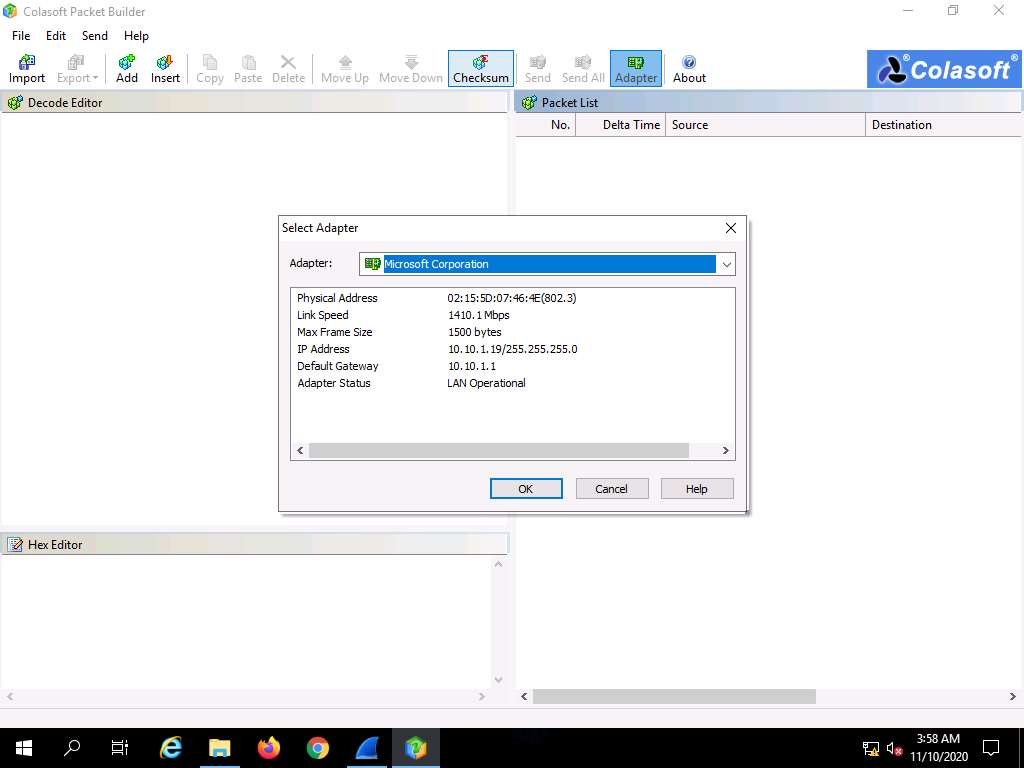 Colasoft Packet Builder
File Edit Send Help
Import Export Add Insert Copy Paste Delete Move Up Move Down Checksum Send Send All Adapter About
Colasoft®
Decode Editor
Packet List
No. Delta Time Source Destination
Select Adapter
Adapter: Microsoft Corporation
Physical Address 02:15:5D:07:46:4E(802.3)
Link Speed 1410.1 Mbps
Max Frame Size 1500 bytes
IP Address 10.10.1.19/255.255.255.0
Default Gateway 10.10.1.1
Adapter Status LAN Operational
OK Cancel Help
Hex Editor
3:58 AM
11/10/2020